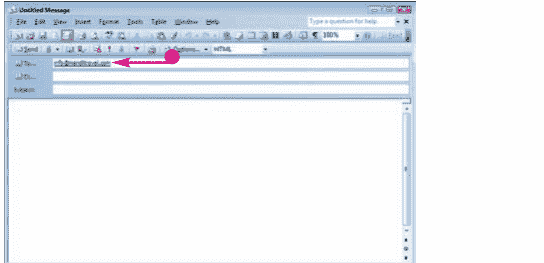 Untitled Message
File Edit View Insert Format Tools Table Window Help Type a question for help
100%
Send Options... HTML
To...
Cc...
Subject: